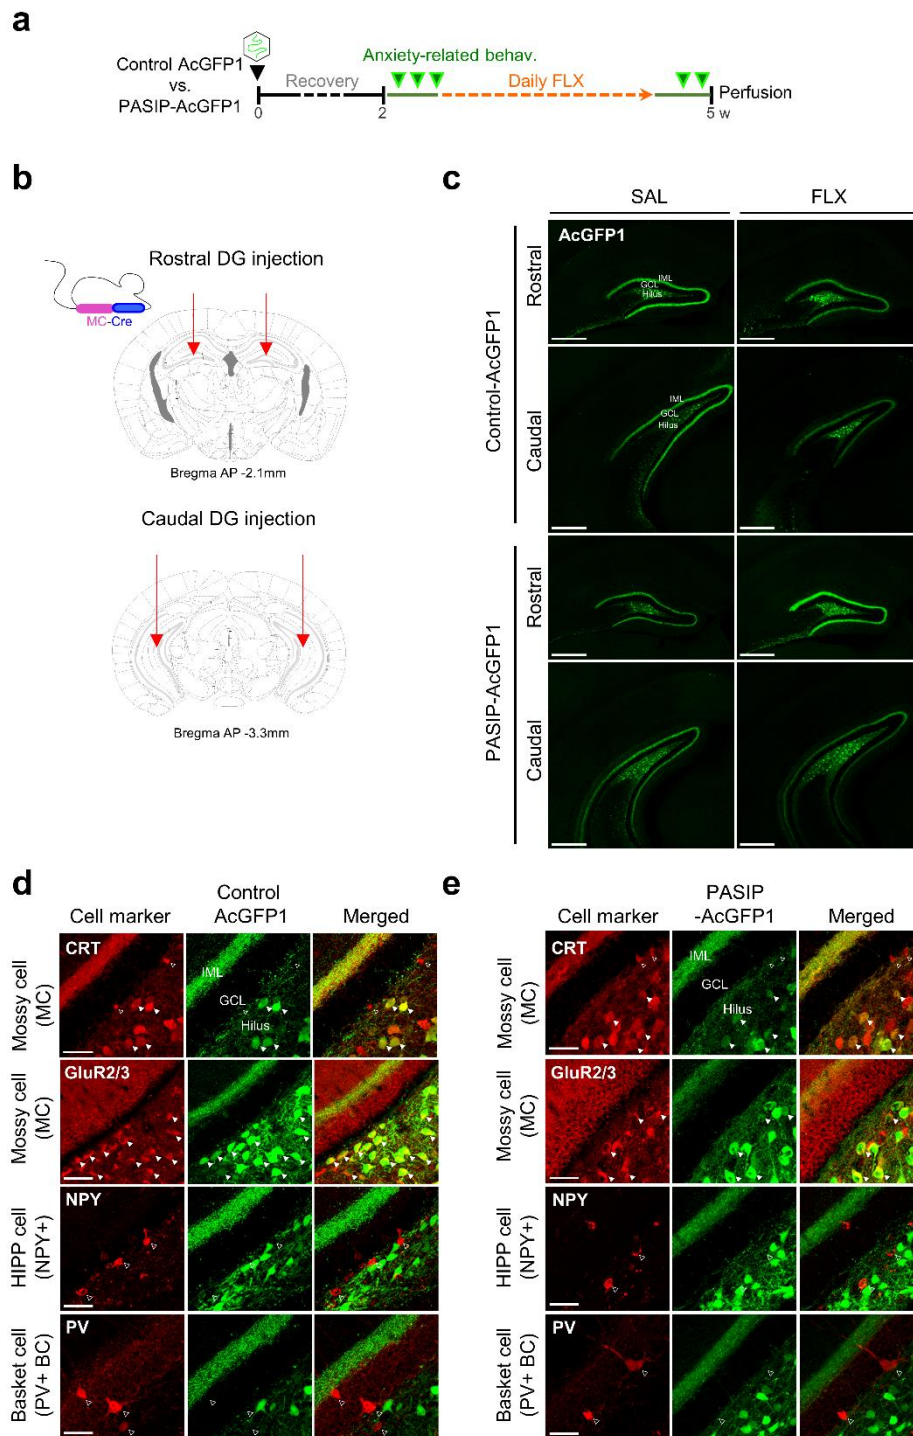 a
Control AcGFP1
vs.
PASIP-AcGFP1
Anxiety-related behav.
Recovery
Daily FLX
Perfusion
0
2
5 w
b
Rostral DG injection
MC-Cre
Bregma AP -2.1mm
Caudal DG injection
Bregma AP -3.3mm
c
SAL
FLX
Control-AcGFP1
Rostral
AcGFP1
IML
GCL
Hilus
Caudal
IML
GCL
Hilus
PASIP-AcGFP1
Rostral
Caudal
d
Cell marker
Control
AcGFP1
Merged
Mossy cell
(MC)
CRT
IML
GCL
Hilus
Mossy cell
(MC)
GluR2/3
HIPP cell
(NPY+)
NPY
Basket cell
(PV+ BC)
PV
e
Cell marker
PASIP
-AcGFP1
Merged
Mossy cell
(MC)
CRT
IML
GCL
Hilus
Mossy cell
(MC)
GluR2/3
HIPP cell
(NPY+)
NPY
Basket cell
(PV+ BC)
PV